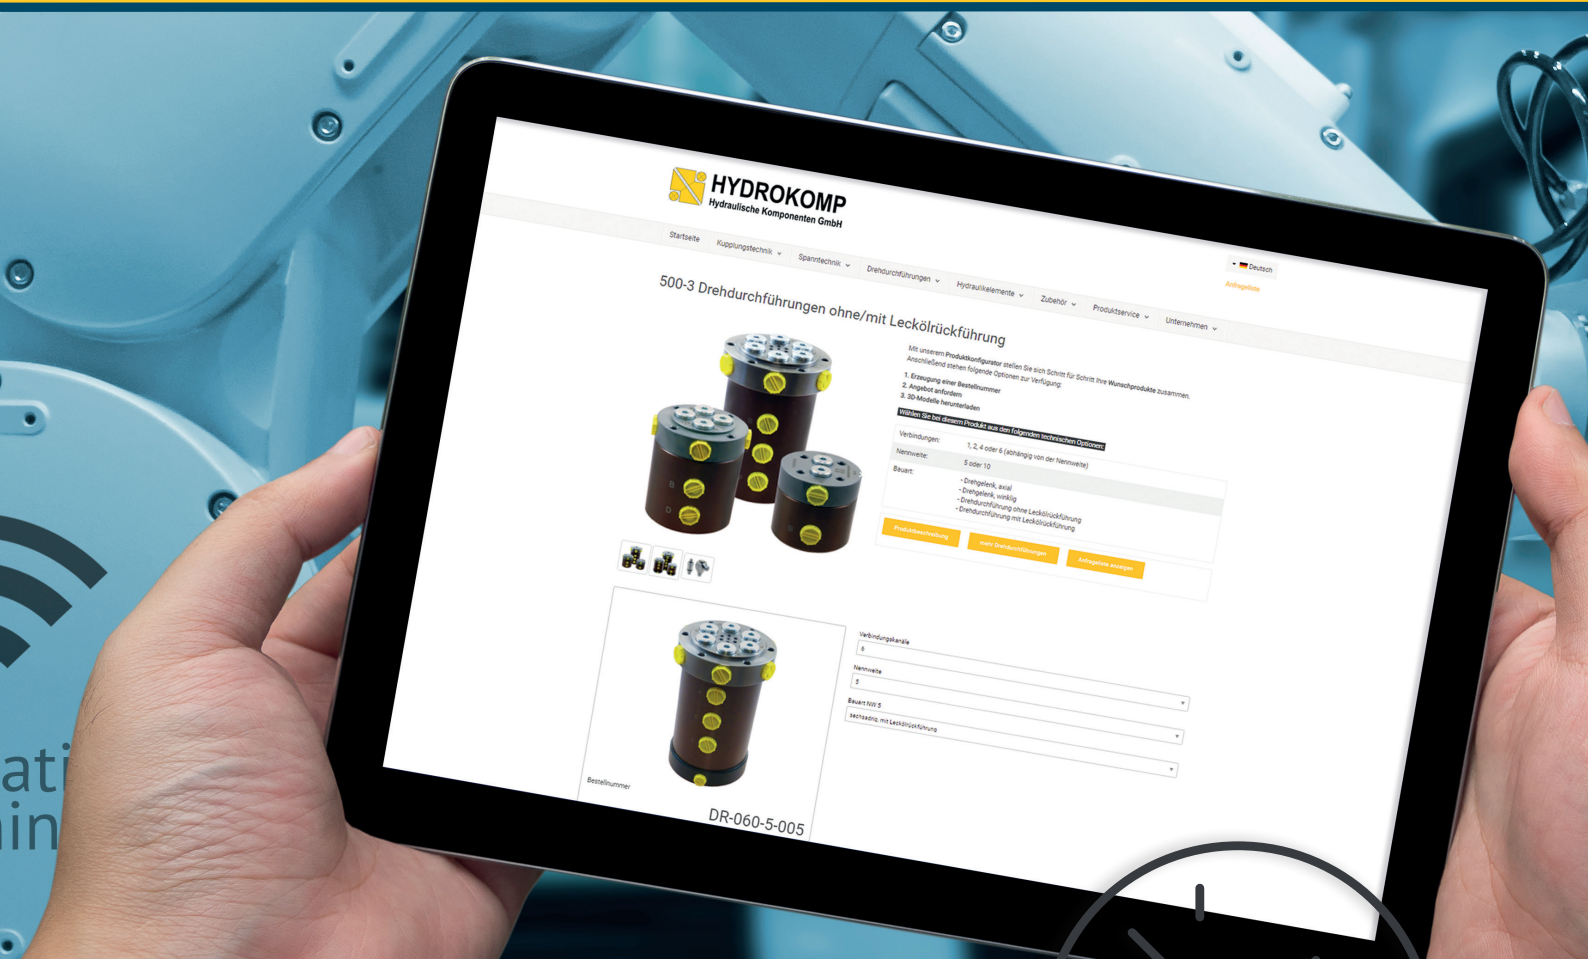 HYDROKOMP
Hydraulische Komponenten GmbH
Deutsch
Anfrageliste
Startseite Kupplungstechnik Spanntechnik Drehdurchführungen Hydraulikelemente Zubehör Produktservice Unternehmen
500-3 Drehdurchführungen ohne/mit Leckölrückführung
Mit unserem Produktkonfigurator stellen Sie sich Schritt für Schritt Ihre Wunschprodukte zusammen.
Anschließend stehen folgende Optionen zur Verfügung:
1. Erzeugung einer Bestellnummer
2. Angebot anfordern
3. 3D-Modelle herunterladen
Wählen Sie bei diesem Produkt aus den folgenden technischen Optionen:
Verbindungen: 1, 2, 4 oder 6 (abhängig von der Nennweite)
Nennweite: 5 oder 10
Bauart: - Drehgelenk, axial
- Drehgelenk, winklig
- Drehdurchführung ohne Leckölrückführung
- Drehdurchführung mit Leckölrückführung
Produktbeschreibung mehr Drehdurchführungen Anfrageliste anzeigen
B
D
Verbindungskanäle
6
Nennweite
5
Bauart NW 5
sechsadrig, mit Leckölrückführung
Bestellnummer
DR-060-5-005
ati
in